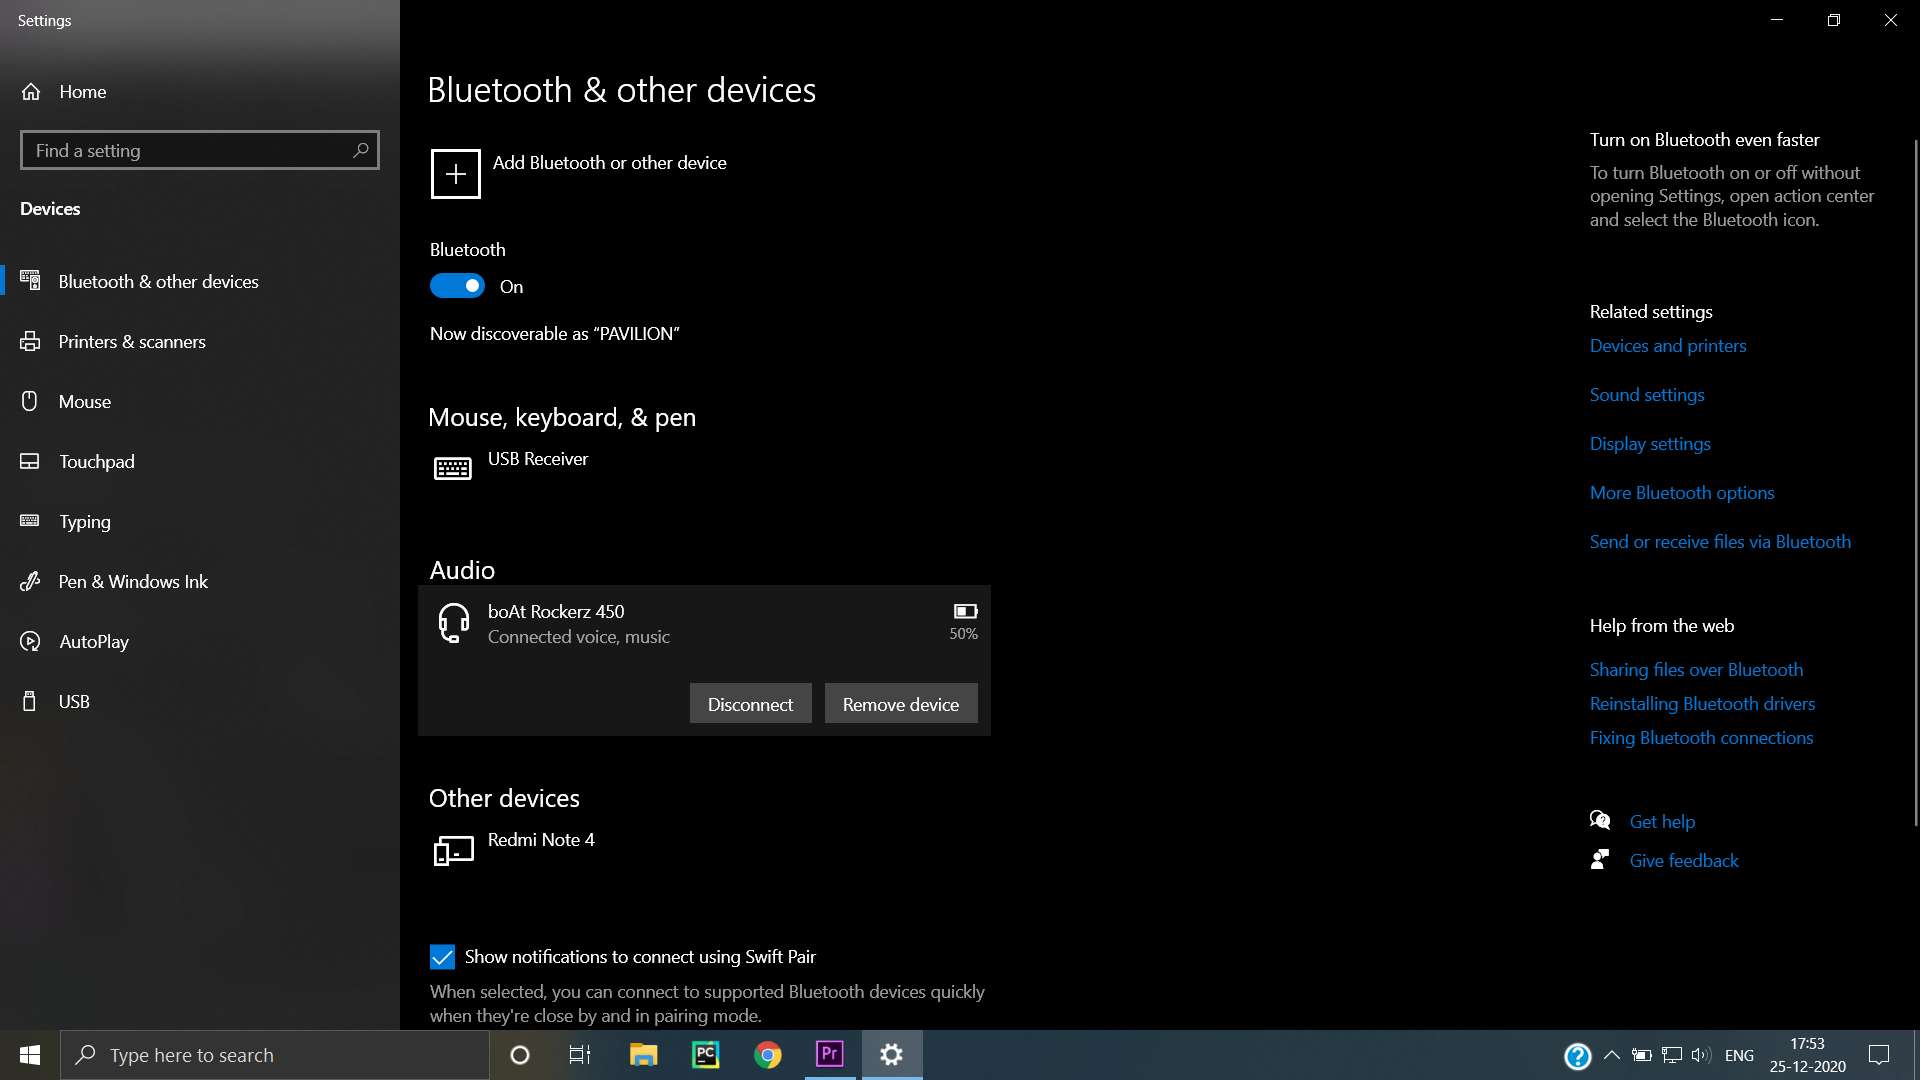 Settings
Home
Find a setting
Devices
Bluetooth & other devices
Printers & scanners
Mouse
Touchpad
Typing
Pen & Windows Ink
AutoPlay
USB
Bluetooth & other devices
Add Bluetooth or other device
Bluetooth
On
Now discoverable as “PAVILION”
Mouse, keyboard, & pen
USB Receiver
Audio
boAt Rockerz 450
Connected voice, music
50%
Disconnect
Remove device
Other devices
Redmi Note 4
Show notifications to connect using Swift Pair
When selected, you can connect to supported Bluetooth devices quickly
when they're close by and in pairing mode.
Turn on Bluetooth even faster
To turn Bluetooth on or off without
opening Settings, open action center
and select the Bluetooth icon.
Related settings
Devices and printers
Sound settings
Display settings
More Bluetooth options
Send or receive files via Bluetooth
Help from the web
Sharing files over Bluetooth
Reinstalling Bluetooth drivers
Fixing Bluetooth connections
Get help
Give feedback
Type here to search
PC
Pr
ENG
17:53
25-12-2020